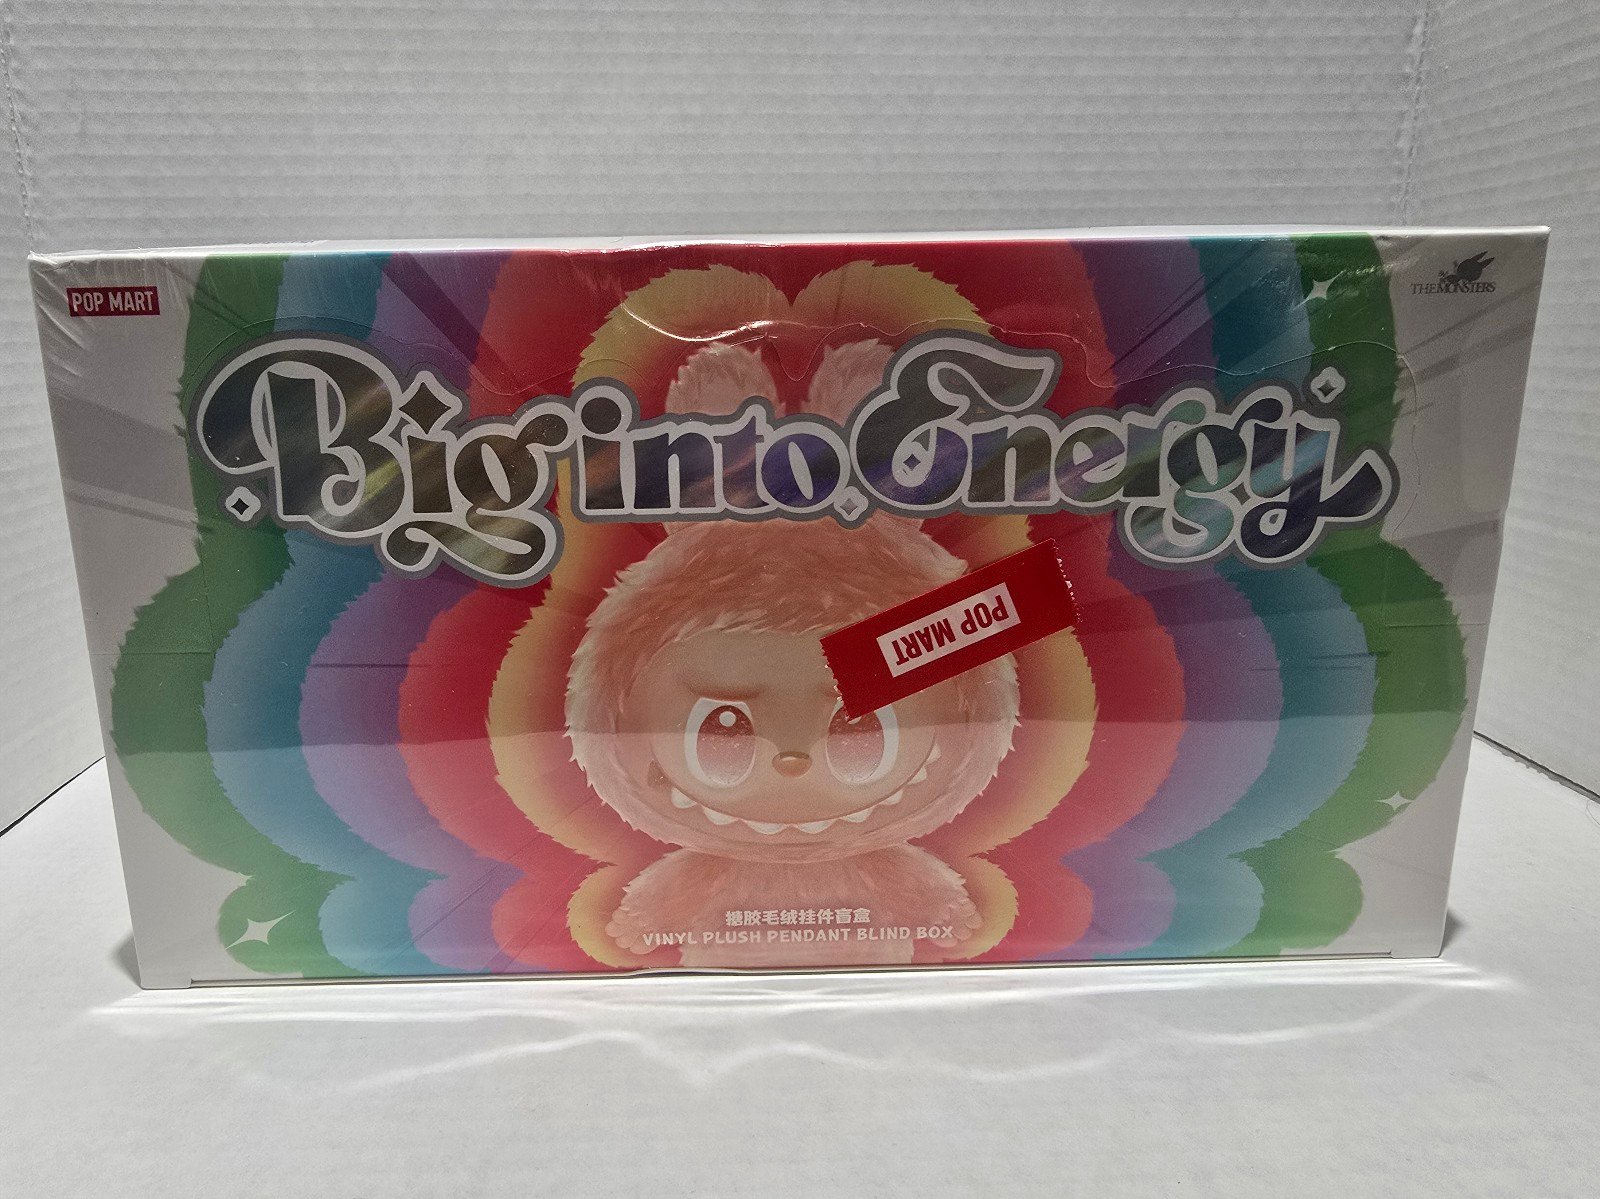 POP MART
THE MONSTERS
Big into Energy
POP MART
搪胶毛绒挂件盲盒
VINYL PLUSH PENDANT BLIND BOX